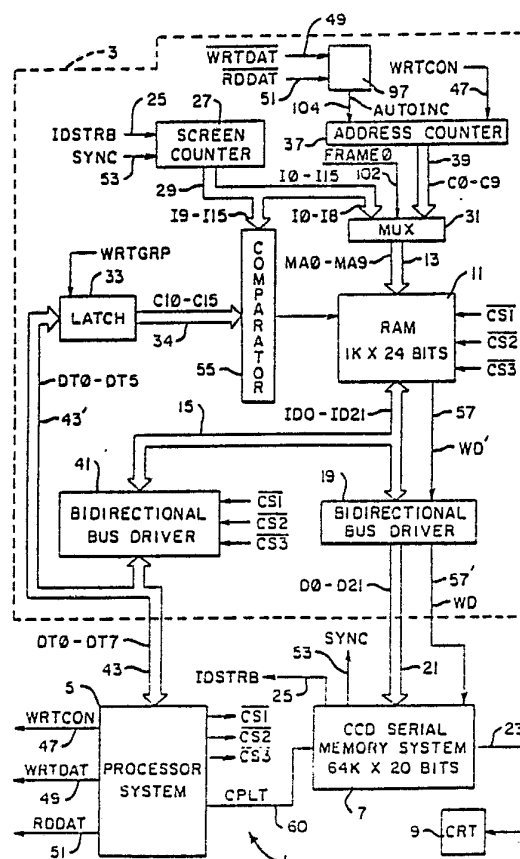 49
3
WRTDAT
RDDAT
WRTCON
25
27
51
97
47
104
AUTOINC
IDSTRB
SCREEN
COUNTER
SYNC
53
ADDRESS COUNTER
37
FRAME0
39
29
I0-I15
102
C0-C9
I9-I15
I0-I8
MUX
31
WRTGRP
COMPARATOR
MA0-MA9
13
33
11
LATCH
C10-C15
34
RAM
1K X 24 BITS
CS1
CS2
CS3
55
DT0-DT5
43'
15
ID0-ID21
57
WD'
41
19
BIDIRECTIONAL
BUS DRIVER
CS1
CS2
CS3
BIDIRECTIONAL
BUS DRIVER
D0-D21
57'
WD
DT0-DT7
43
SYNC
53
IDSTRB
25
21
5
WRTCON
47
CS1
CS2
CS3
PROCESSOR
SYSTEM
CCD SERIAL
MEMORY SYSTEM
64K X 20 BITS
23
WRTDAT
49
CPLT
60
7
RDDAT
51
9
CRT